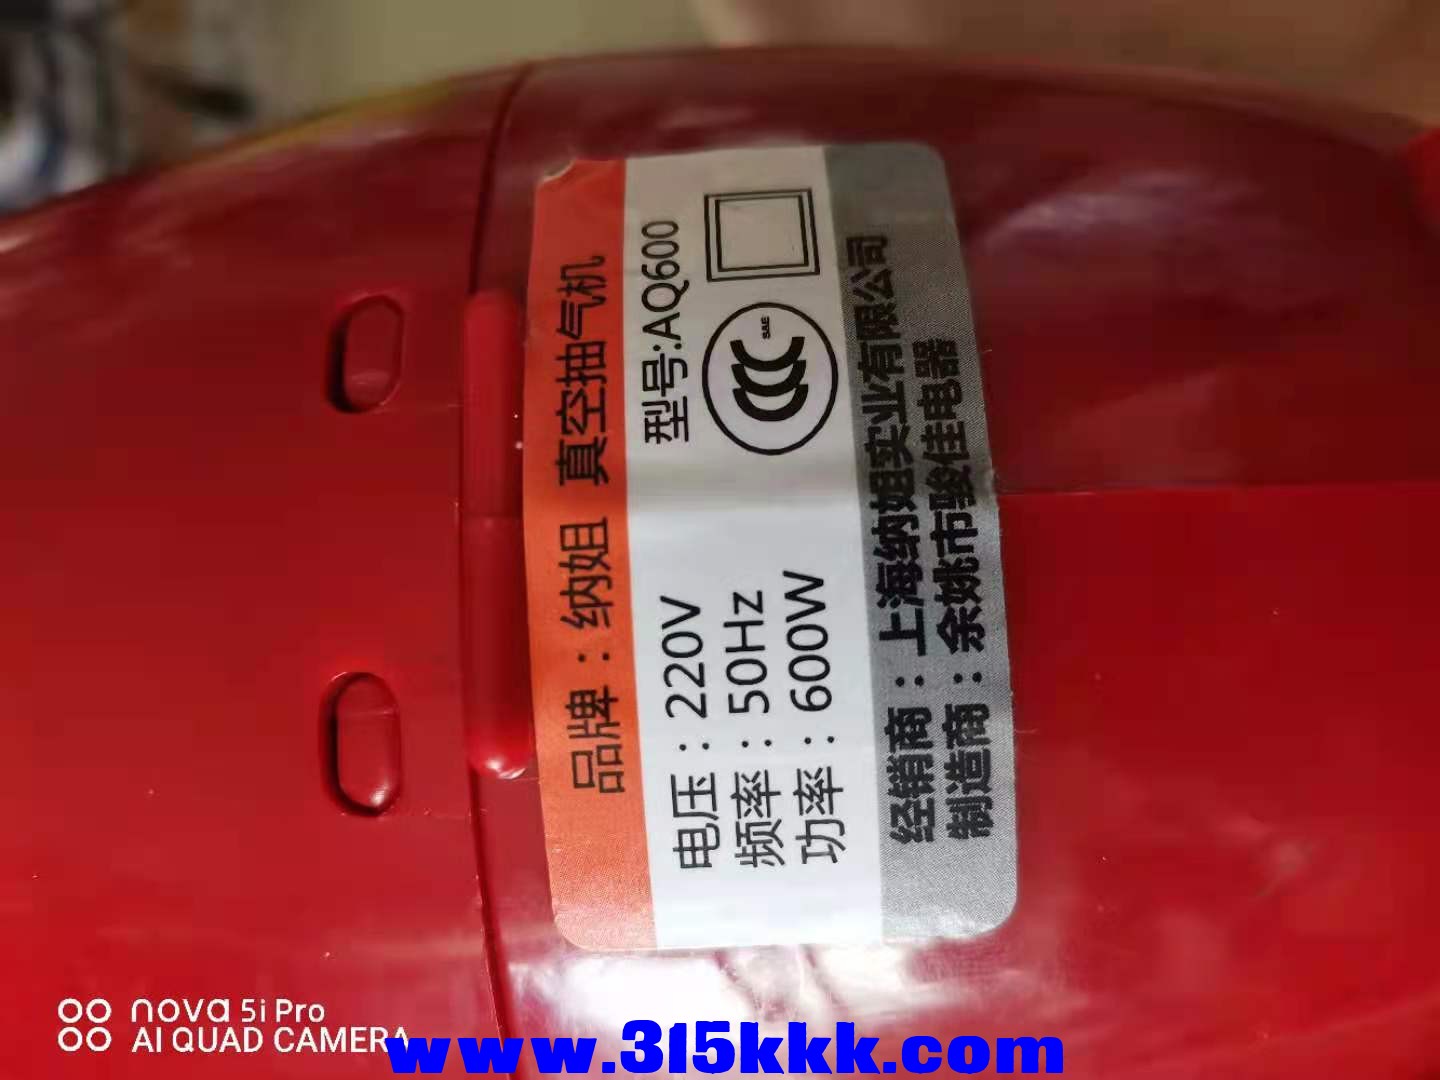 品牌：纳姐 真空抽气机
电压：220V 型号:AQ600
频率：50Hz
功率：600W
CCC
S&E
经销商：上海纳姐实业有限公司
制造商：余姚市骏佳电器
nova 5i Pro
AI QUAD CAMERA
www.315kkk.com